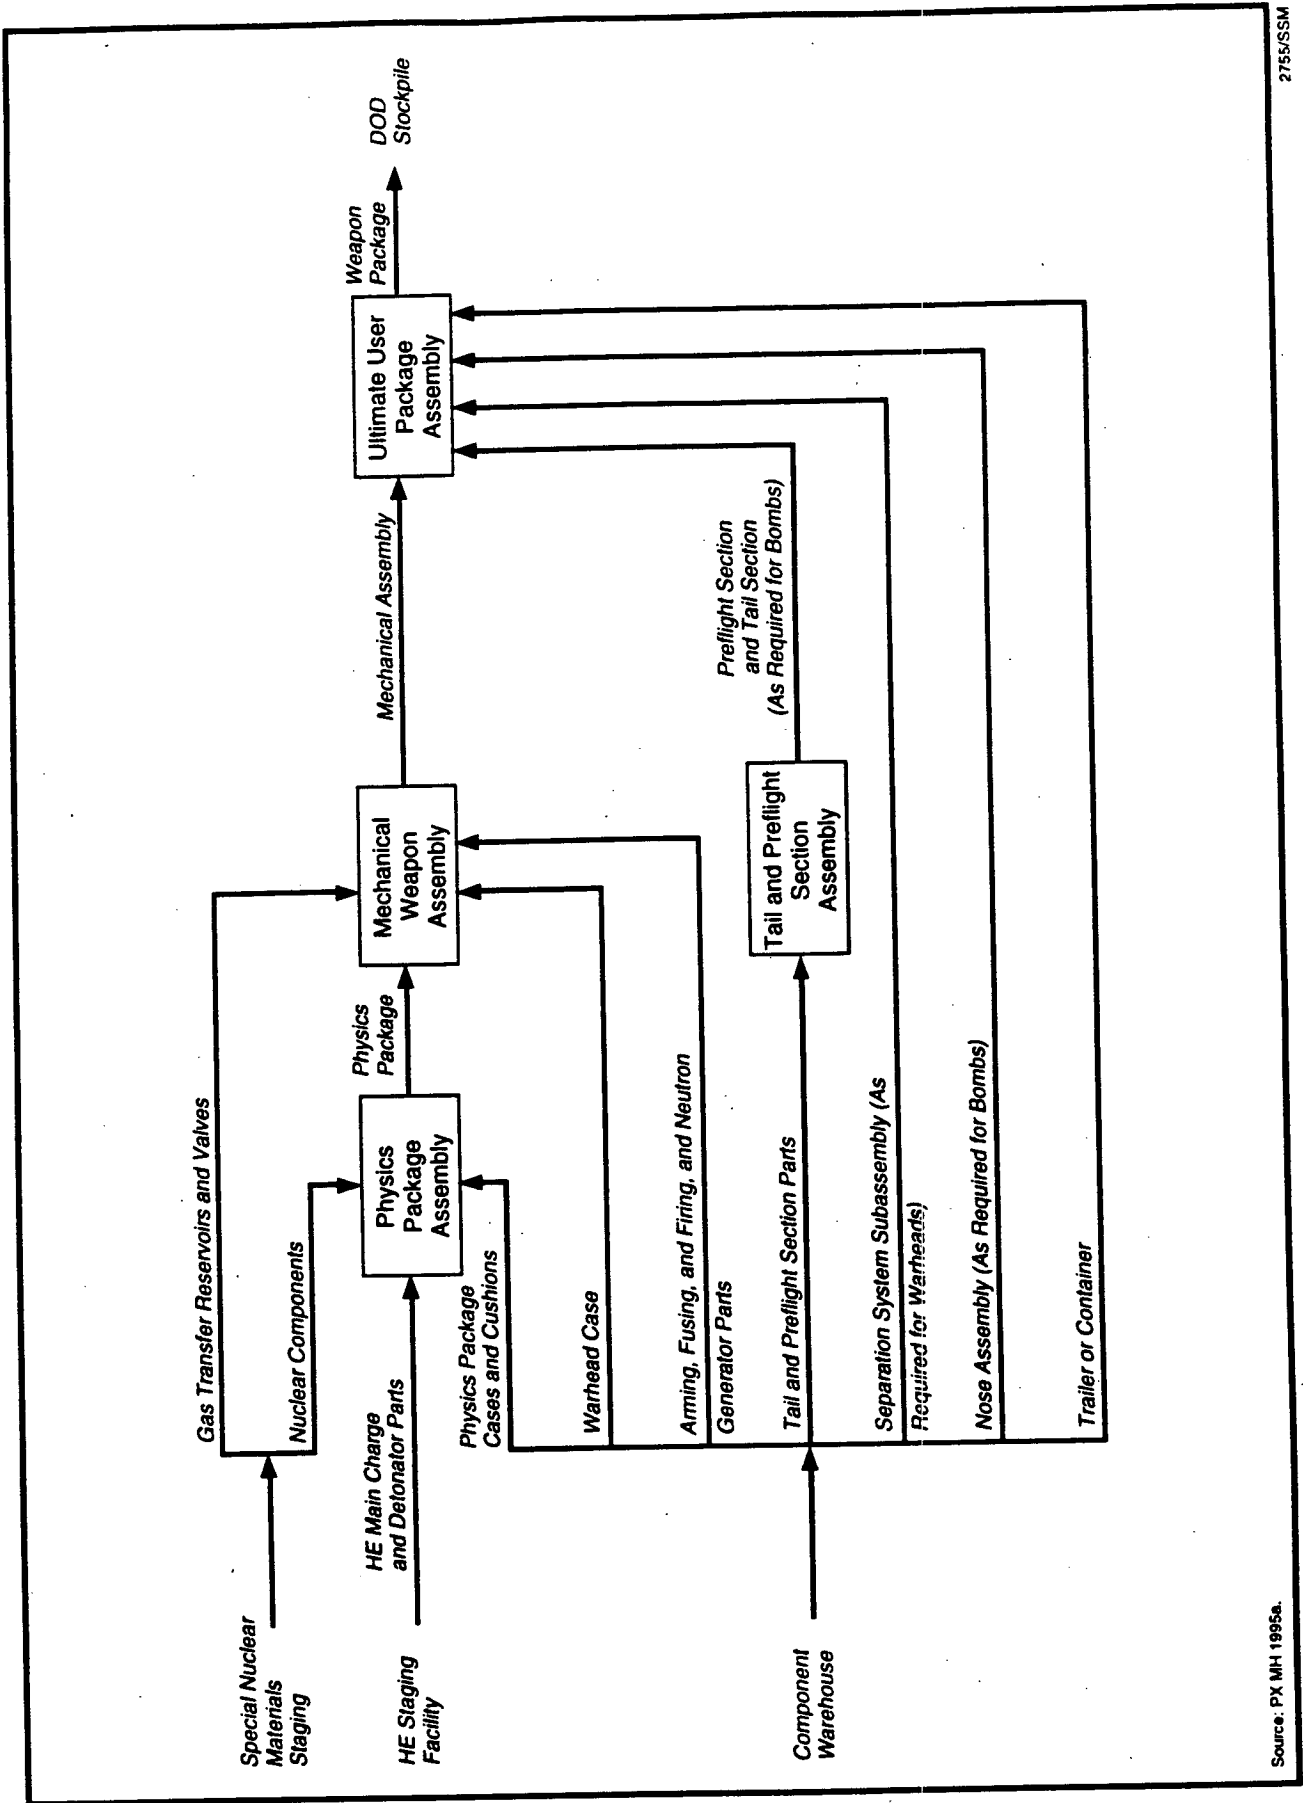 2755/SSM
Gas Transfer Reservoirs and Valves
Special Nuclear
Materials
Staging
Nuclear Components
HE Staging
Facility
HE Main Charge
and Detonator Parts
Physics
Package
Assembly
Physics
Package
Mechanical
Weapon
Assembly
Mechanical Assembly
Ultimate User
Package
Assembly
Weapon
Package
DOD
Stockpile
Physics Package
Cases and Cushions
Warhead Case
Arming, Fusing, and Firing, and Neutron
Generator Parts
Component
Warehouse
Tail and Preflight Section Parts
Tail and Preflight
Section
Assembly
Preflight Section
and Tail Section
(As Required for Bombs)
Separation System Subassembly (As
Required for Warheads)
Nose Assembly (As Required for Bombs)
Trailer or Container
Source: PX MH 1995a.